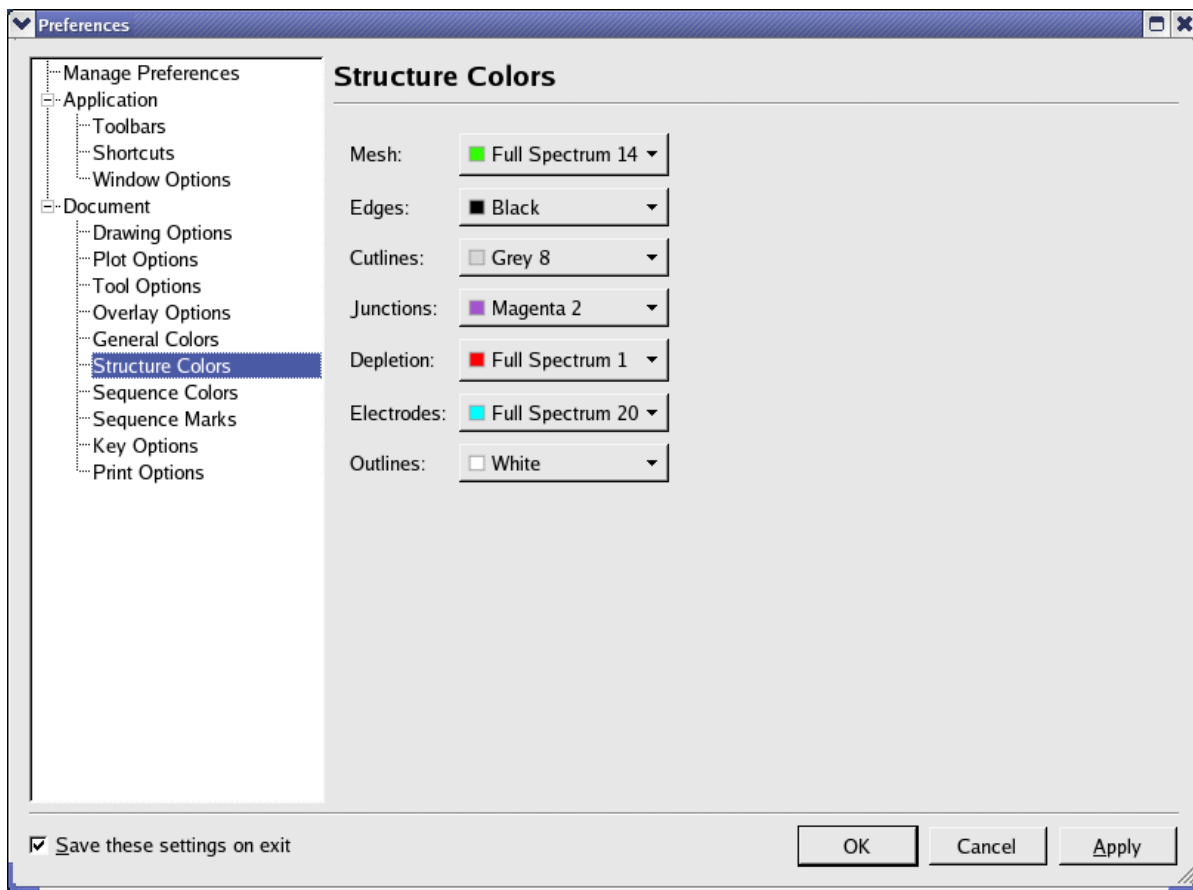 Preferences
Manage Preferences
Application
Toolbars
Shortcuts
Window Options
Document
Drawing Options
Plot Options
Tool Options
Overlay Options
General Colors
Structure Colors
Sequence Colors
Sequence Marks
Key Options
Print Options
Structure Colors
Mesh: Full Spectrum 14
Edges: Black
Cutlines: Grey 8
Junctions: Magenta 2
Depletion: Full Spectrum 1
Electrodes: Full Spectrum 20
Outlines: White
Save these settings on exit
OK Cancel Apply